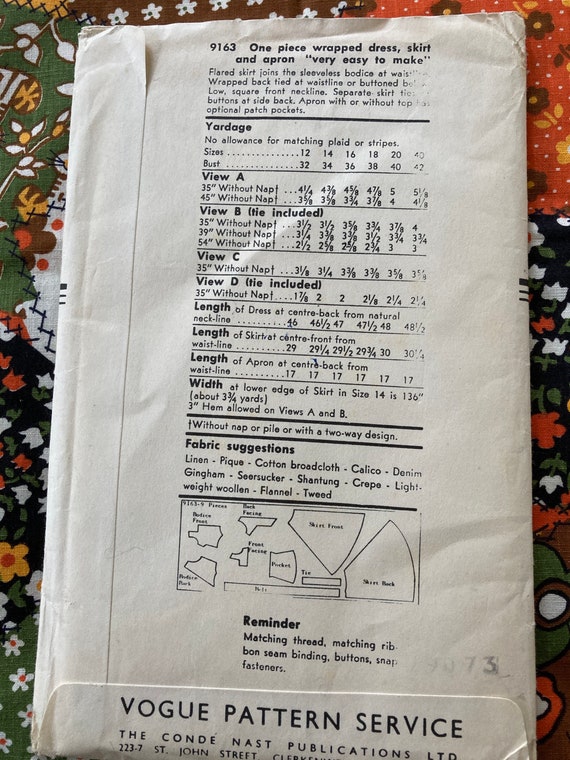 9163 One piece wrapped dress, skirt
and apron "very easy to make"
Flared skirt joins the sleeveless bodice at
Wrapped back tied at waistline or buttoned
Low, square front neckline. Separate skirt
buttons at side back. Apron with or without top
optional patch pockets.
Yardage
No allowance for matching plaid or stripes.
Sizes ............... 12 14 16 18 20 40
Bust ................ 32 34 36 38 40 42
View A
35" Without Nap† ... 4¼ 4⅜ 4⅝ 4⅞ 5 5⅛
45" Without Nap† ... 3⅝ 3⅜ 3¾ 3⅞ 4 4⅛
View B (tie included)
35" Without Nap† ... 3½ 3½ 3⅝ 3¾ 3⅞ 4
39" Without Nap† ... 3¼ 3⅜ 3⅜ 3½ 3¾ 3¾
54" Without Nap† ... 2½ 2⅝ 2⅝ 2¾ 3 3
View C
35" Without Nap† ... 3⅛ 3¼ 3⅜ 3⅜ 3⅝ 3⅝
View D (tie included)
35" Without Nap† ... 1⅞ 2 2 2⅛ 2¼ 2¼
Length of Dress at centre-back from natural
neck-line ........... 46 46½ 47 47½ 48 48½
Length of Skirt at centre-front from
waist-line .......... 29 29¼ 29½ 29¾ 30 30¼
Length of Apron at centre-back from
waist-line .......... 17 17 17 17 17 17
Width at lower edge of Skirt in Size 14 is 136"
(about 3¾ yards)
3" Hem allowed on Views A and B.
†Without nap or pile or with a two-way design.
Fabric suggestions
Linen - Pique - Cotton broadcloth - Calico - Denim
Gingham - Seersucker - Shantung - Crepe - Light-
weight woollen - Flannel - Tweed
9163-9 Pieces
Bodice Front
Back Facing
Skirt Front
Front Facing
Pocket
Tie
Skirt Back
Bodice Back
Reminder
Matching thread, matching rib-
bon seam binding, buttons, snap
fasteners.
VOGUE PATTERN SERVICE
THE CONDE NAST PUBLICATIONS LTD
223-7 ST. JOHN STREET,